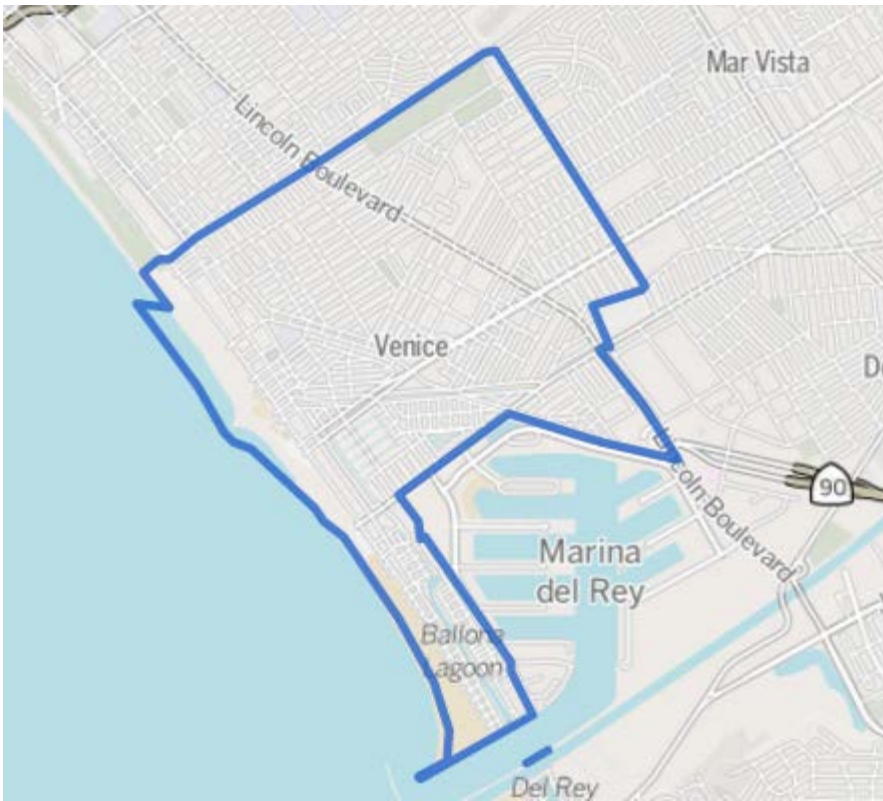 Mar Vista
Lincoln Boulevard
Venice
90
Lincoln Boulevard
Marina
del Rey
Ballona
Lagoon
Del Rey